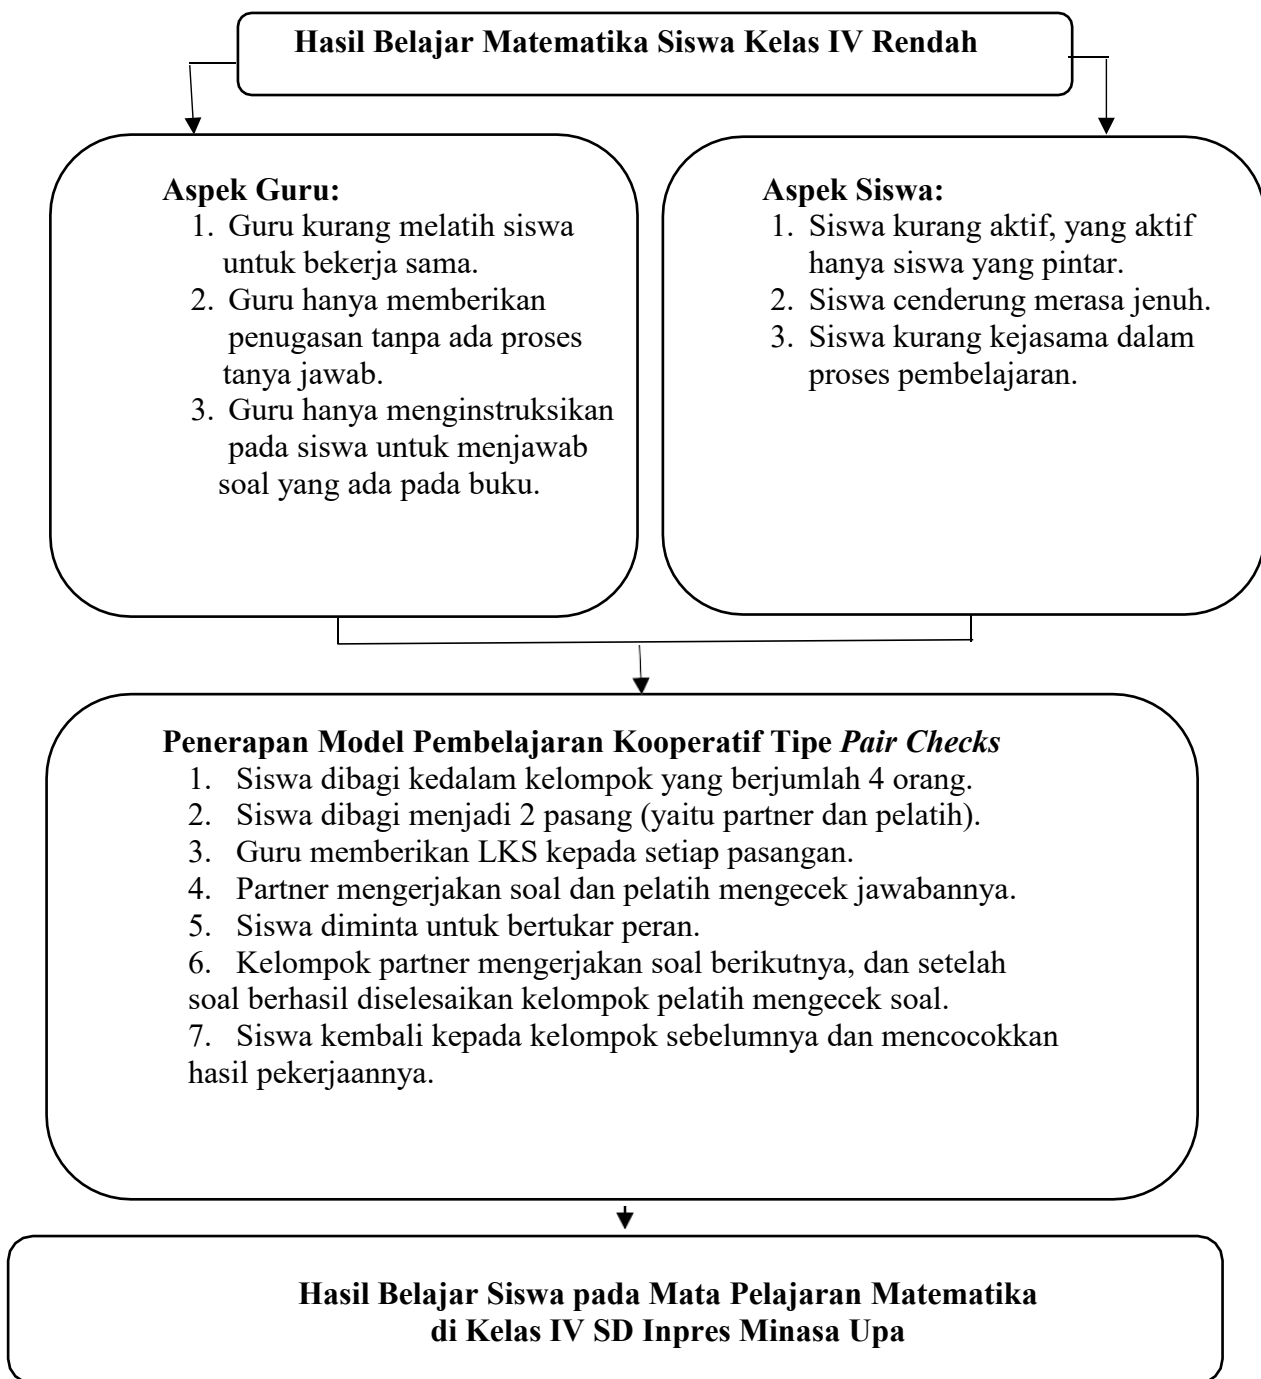 Hasil Belajar Matematika Siswa Kelas IV Rendah
Aspek Guru:
1. Guru kurang melatih siswa
untuk bekerja sama.
2. Guru hanya memberikan
penugasan tanpa ada proses
tanya jawab.
3. Guru hanya menginstruksikan
pada siswa untuk menjawab
soal yang ada pada buku.
Aspek Siswa:
1. Siswa kurang aktif, yang aktif
hanya siswa yang pintar.
2. Siswa cenderung merasa jenuh.
3. Siswa kurang kejasama dalam
proses pembelajaran.
Penerapan Model Pembelajaran Kooperatif Tipe Pair Checks
1. Siswa dibagi kedalam kelompok yang berjumlah 4 orang.
2. Siswa dibagi menjadi 2 pasang (yaitu partner dan pelatih).
3. Guru memberikan LKS kepada setiap pasangan.
4. Partner mengerjakan soal dan pelatih mengecek jawabannya.
5. Siswa diminta untuk bertukar peran.
6. Kelompok partner mengerjakan soal berikutnya, dan setelah
soal berhasil diselesaikan kelompok pelatih mengecek soal.
7. Siswa kembali kepada kelompok sebelumnya dan mencocokkan
hasil pekerjaannya.
Hasil Belajar Siswa pada Mata Pelajaran Matematika
di Kelas IV SD Inpres Minasa Upa